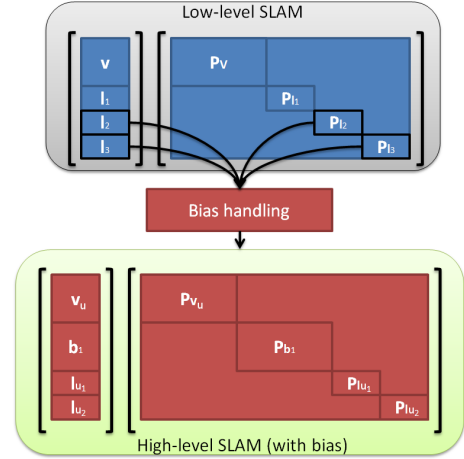 Low-level SLAM
v Pv
l₁ Pl₁
l₂ Pl₂
l₃ Pl₃
Bias handling
vᵤ Pvᵤ
b₁ Pb₁
lu₁ Plu₁
lu₂ Plu₂
High-level SLAM (with bias)